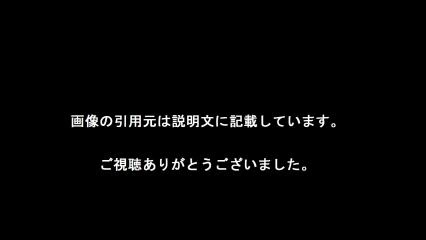 画像の引用元は説明文に記載しています。
ご視聴ありがとうございました。